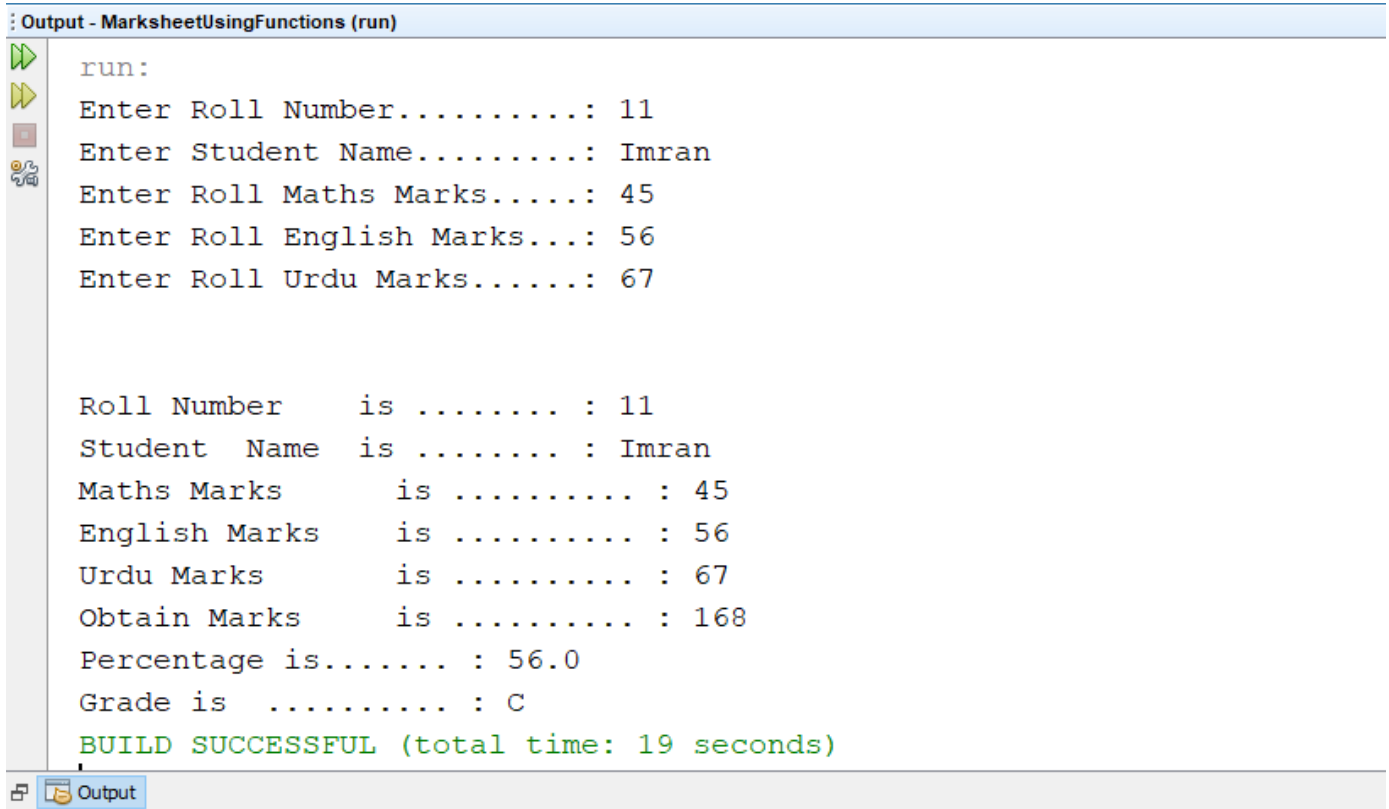 Output - MarksheetUsingFunctions (run)
run:
Enter Roll Number..........: 11
Enter Student Name.........: Imran
Enter Roll Maths Marks.....: 45
Enter Roll English Marks...: 56
Enter Roll Urdu Marks......: 67
Roll Number    is ........ : 11
Student  Name  is ........ : Imran
Maths Marks      is .......... : 45
English Marks    is .......... : 56
Urdu Marks       is .......... : 67
Obtain Marks     is .......... : 168
Percentage is....... : 56.0
Grade is  .......... : C
BUILD SUCCESSFUL (total time: 19 seconds)
Output